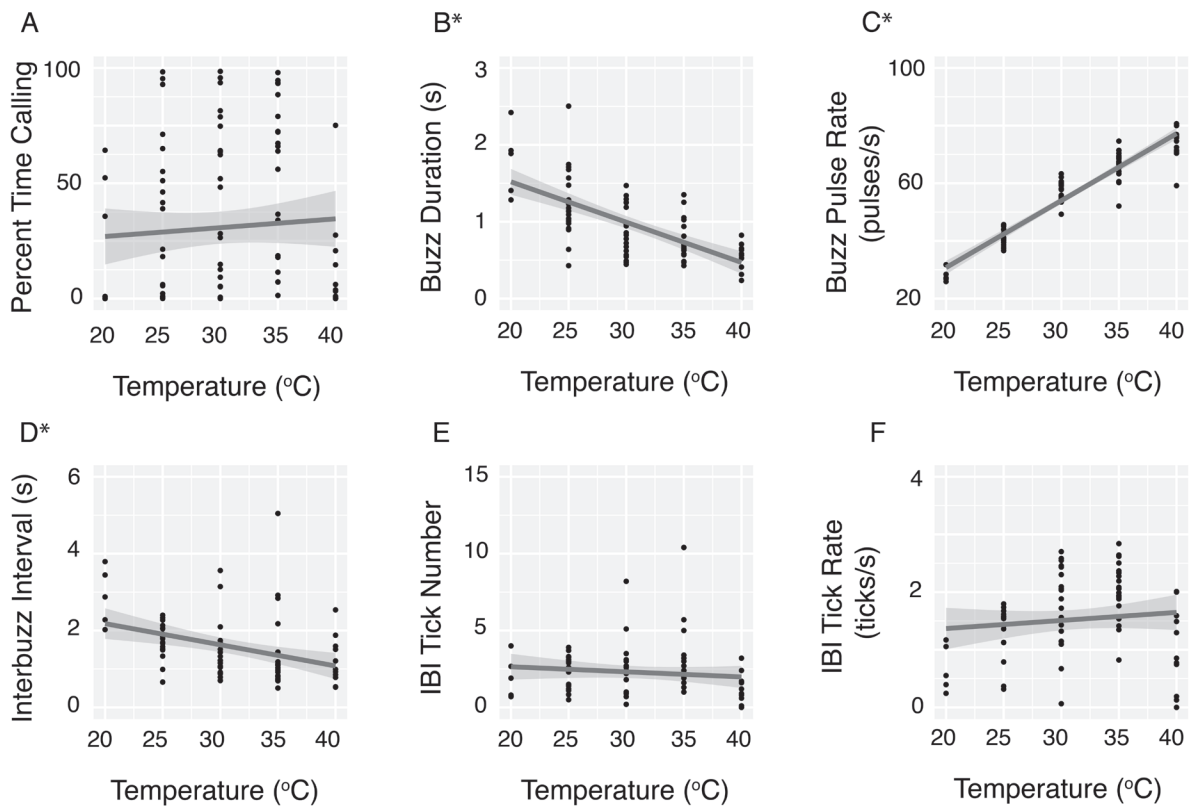 A
Percent Time Calling
100
50
0
20 25 30 35 40
Temperature (°C)
B*
Buzz Duration (s)
3
2
1
0
20 25 30 35 40
Temperature (°C)
C*
Buzz Pulse Rate
(pulses/s)
100
60
20
20 25 30 35 40
Temperature (°C)
D*
Interbuzz Interval (s)
6
4
2
0
20 25 30 35 40
Temperature (°C)
E
IBI Tick Number
15
10
5
0
20 25 30 35 40
Temperature (°C)
F
IBI Tick Rate
(ticks/s)
4
2
0
20 25 30 35 40
Temperature (°C)